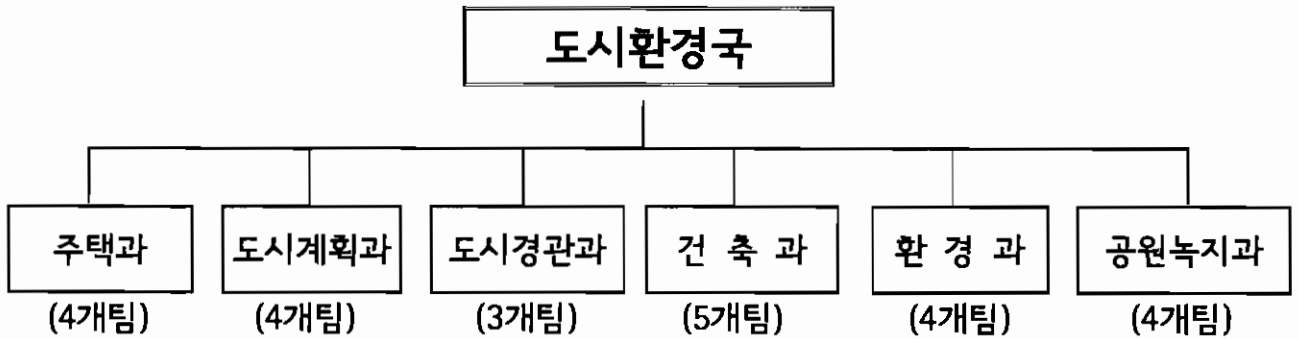 도시환경국
주택과 도시계획과 도시경관과 건 축 과 환 경 과 공원녹지과
(4개팀) (4개팀) (3개팀) (5개팀) (4개팀) (4개팀)